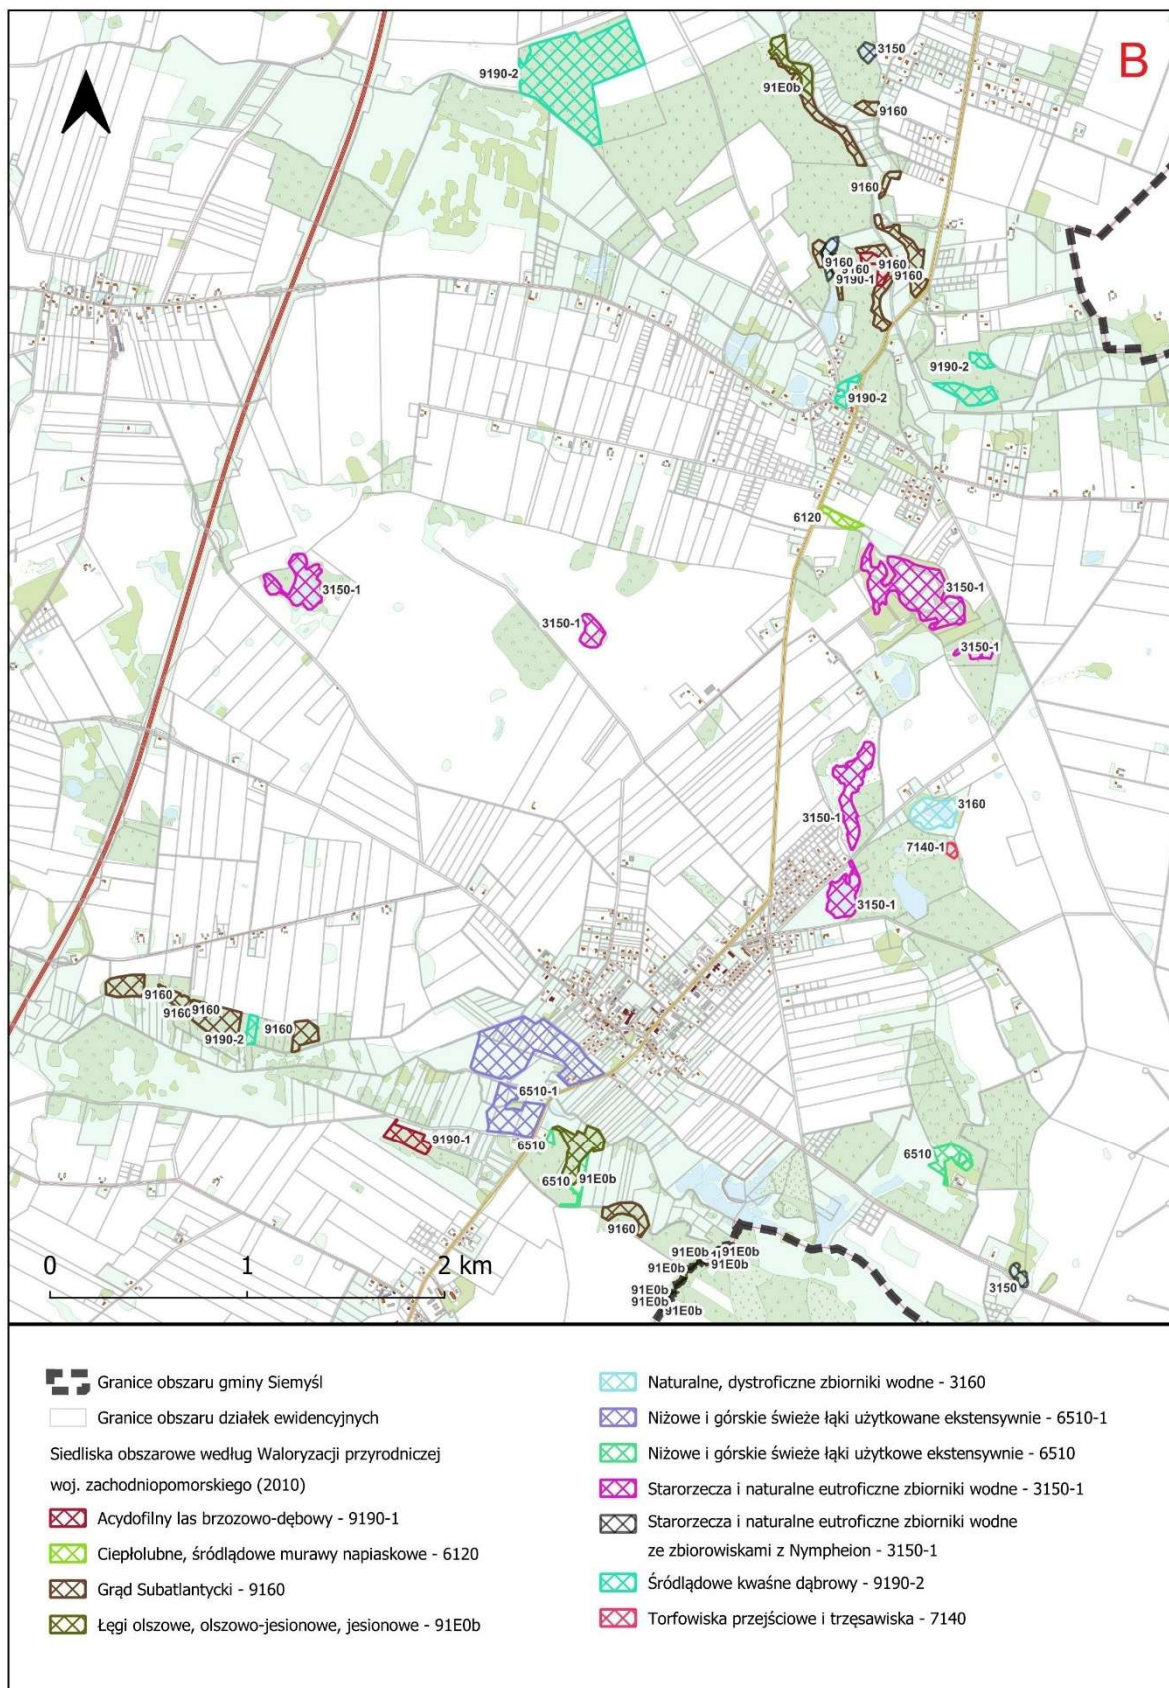 B
3150
9190-2
91E0b
9160
9160
9160
9160
9160
9190-1
9160
9190-2
9190-2
6120
3150-1
3150-1
3150-1
3150-1
3150-1
3160
7140-1
3150-1
9160
9160
9160
9190-2
9160
6510-1
9190-1
6510
6510
91E0b
6510
9160
91E0b
91E0b
91E0b
91E0b
91E0b
91E0b
91E0b
3150
0 1 2 km
Granice obszaru gminy Siemyśl
Granice obszaru działek ewidencyjnych
Siedliska obszarowe według Waloryzacji przyrodniczej
woj. zachodniopomorskiego (2010)
Acydofilny las brzozowo-dębowy - 9190-1
Ciepłolubne, śródlądowe murawy napiaskowe - 6120
Grąd Subatlantycki - 9160
Łęgi olszowe, olszowo-jesionowe, jesionowe - 91E0b
Naturalne, dystroficzne zbiorniki wodne - 3160
Niżowe i górskie świeże łąki użytkowane ekstensywnie - 6510-1
Niżowe i górskie świeże łąki użytkowe ekstensywnie - 6510
Starorzecza i naturalne eutroficzne zbiorniki wodne - 3150-1
Starorzecza i naturalne eutroficzne zbiorniki wodne
ze zbiorowiskami z Nympheion - 3150-1
Śródlądowe kwaśne dąbrowy - 9190-2
Torfowiska przejściowe i trzęsawiska - 7140